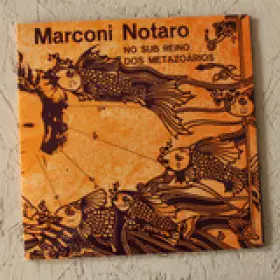 Marconi Notaro
NO SUB REINO
DOS METAZOÁRIOS